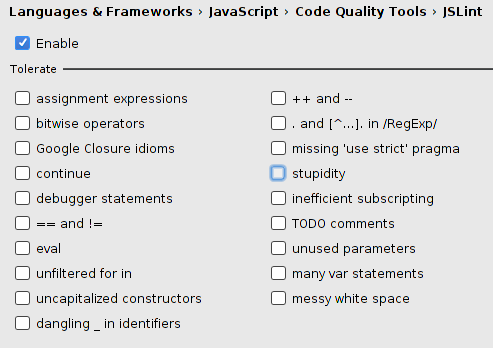 Languages & Frameworks › JavaScript › Code Quality Tools › JSLint
Enable
Tolerate
assignment expressions
bitwise operators
Google Closure idioms
continue
debugger statements
== and !=
eval
unfiltered for in
uncapitalized constructors
dangling _ in identifiers
++ and --
. and [^...]. in /RegExp/
missing 'use strict' pragma
stupidity
inefficient subscripting
TODO comments
unused parameters
many var statements
messy white space